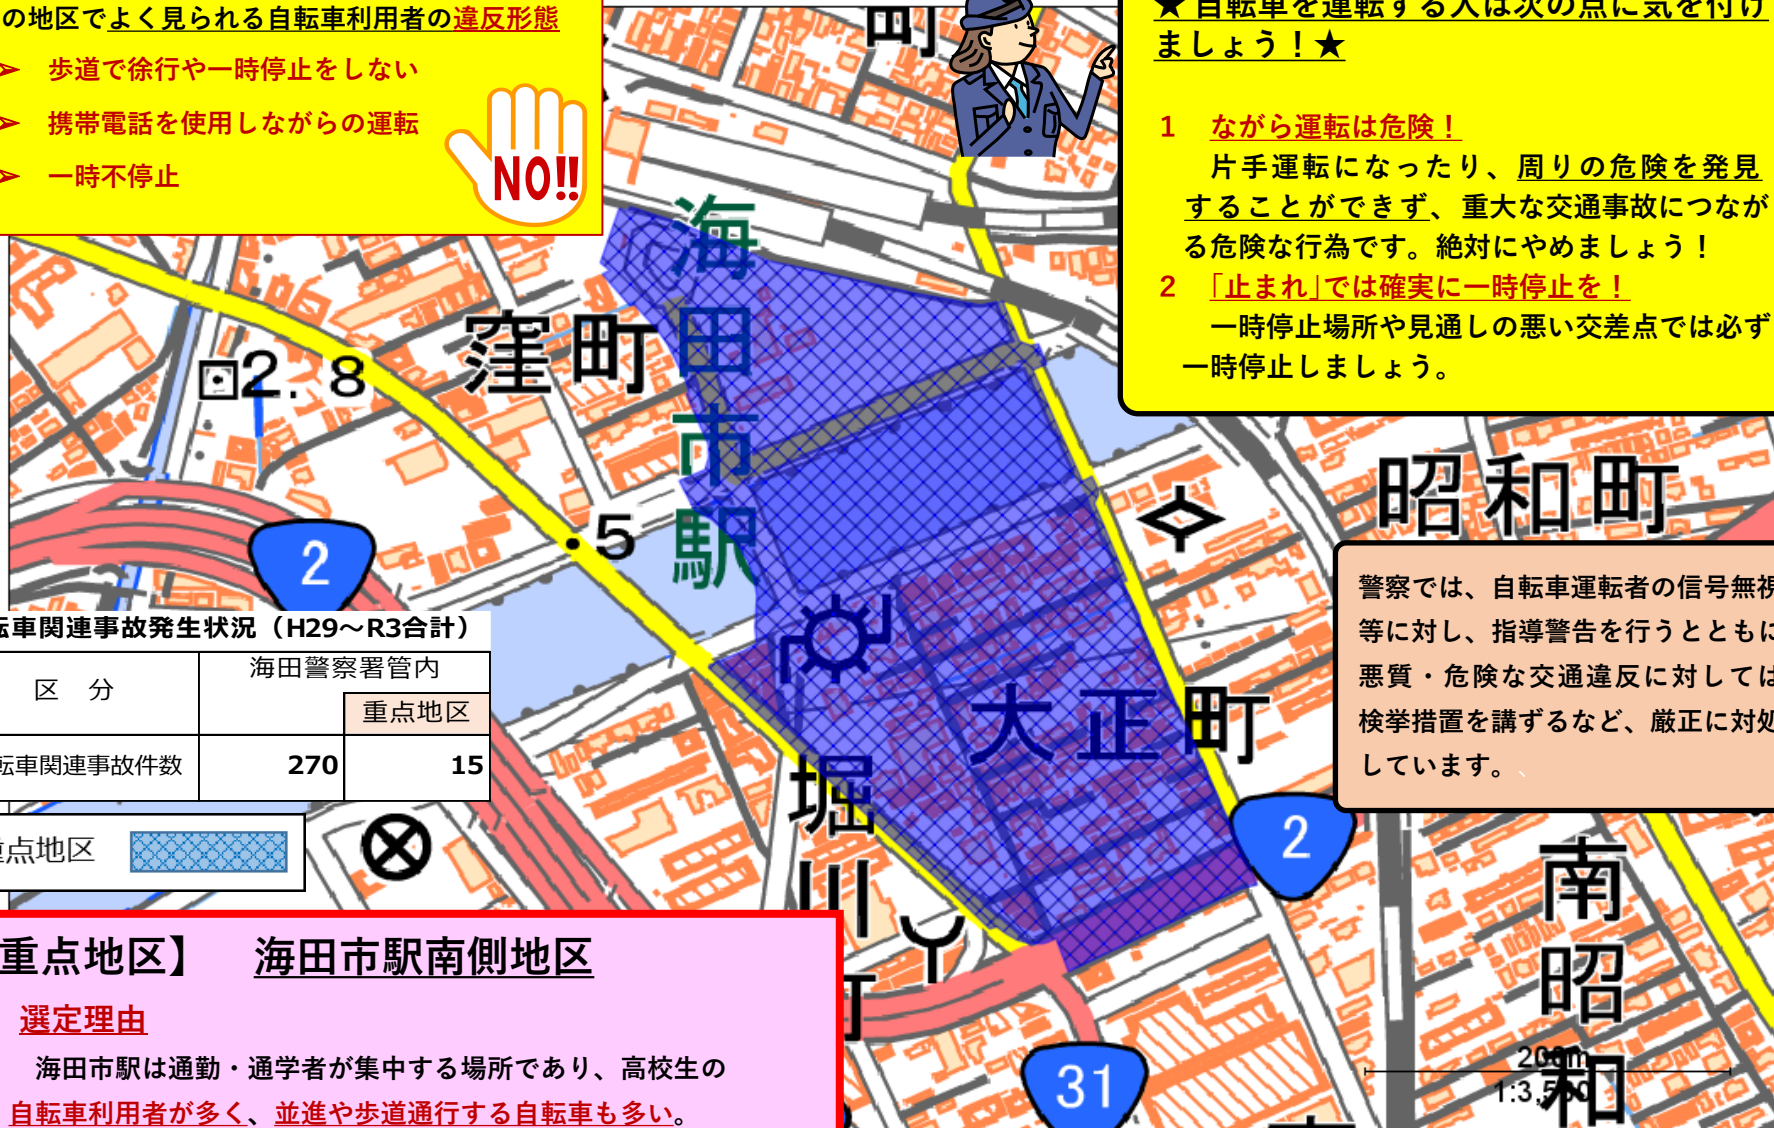 の地区でよく見られる自転車利用者の違反形態
➢ 歩道で徐行や一時停止をしない
➢ 携帯電話を使用しながらの運転
➢ 一時不停止
NO!!
★自転車を運転する人は次の点に気を付け
ましょう！★
1 ながら運転は危険！
片手運転になったり、周りの危険を発見
することができず、重大な交通事故につなが
る危険な行為です。絶対にやめましょう！
2 「止まれ」では確実に一時停止を！
一時停止場所や見通しの悪い交差点では必ず
一時停止しましょう。
町
海田市駅
窪町
2.8
.5
2
昭和町
警察では、自転車運転者の信号無視
等に対し、指導警告を行うとともに
悪質・危険な交通違反に対しては
検挙措置を講ずるなど、厳正に対処
しています。
転車関連事故発生状況（H29～R3合計）
区 分
海田警察署管内
重点地区
転車関連事故件数
270
15
重点地区
大正町
堀川町
2
南昭和
31
200m
1:3,500
重点地区】 海田市駅南側地区
選定理由
海田市駅は通勤・通学者が集中する場所であり、高校生の
自転車利用者が多く、並進や歩道通行する自転車も多い。